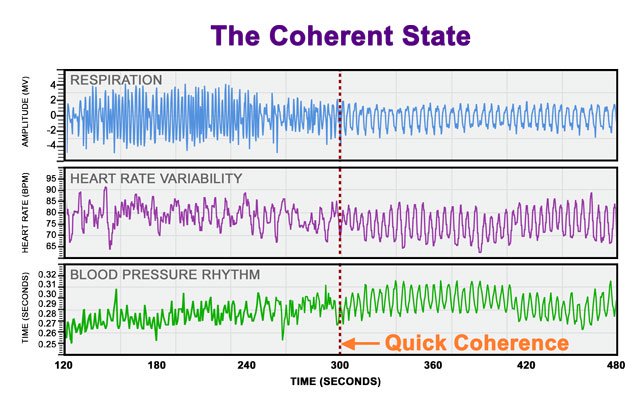 The Coherent State
RESPIRATION
AMPLITUDE (MV)
4
2
0
-2
-4
HEART RATE VARIABILITY
HEART RATE (BPM)
95
90
85
80
75
70
65
BLOOD PRESSURE RHYTHM
TIME (SECONDS)
0.32
0.30
0.29
0.28
0.27
0.26
0.25
Quick Coherence
120 180 240 300 360 420 480
TIME (SECONDS)